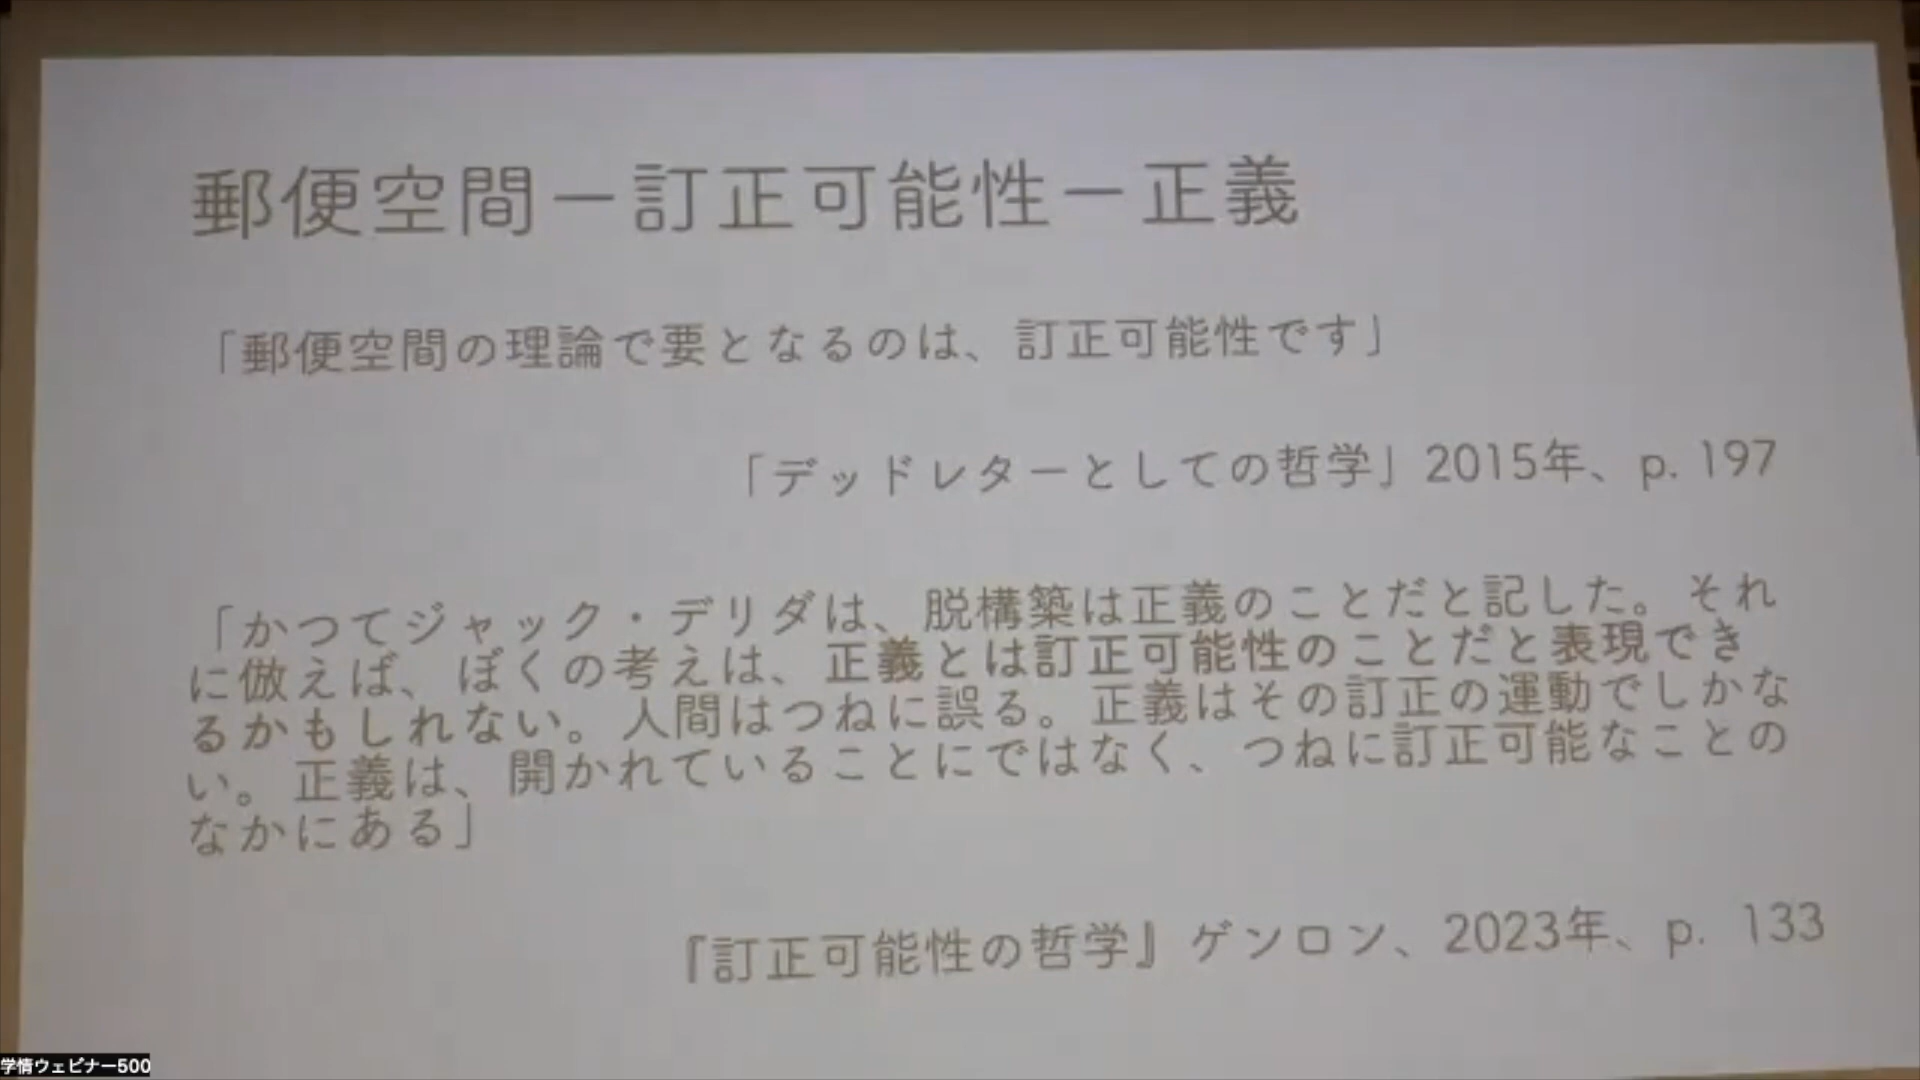 郵便空間－訂正可能性－正義
「郵便空間の理論で要となるのは、訂正可能性です」
「デッドレターとしての哲学」2015年、p. 197
「かつてジャック・デリダは、脱構築は正義のことだと記した。それ
に倣えば、ぼくの考えは、正義とは訂正可能性のことだと表現でき
るかもしれない。人間はつねに誤る。正義はその訂正の運動でしかな
い。正義は、開かれていることにではなく、つねに訂正可能なことの
なかにある」
『訂正可能性の哲学』ゲンロン、2023年、p. 133
学情ウェビナー500